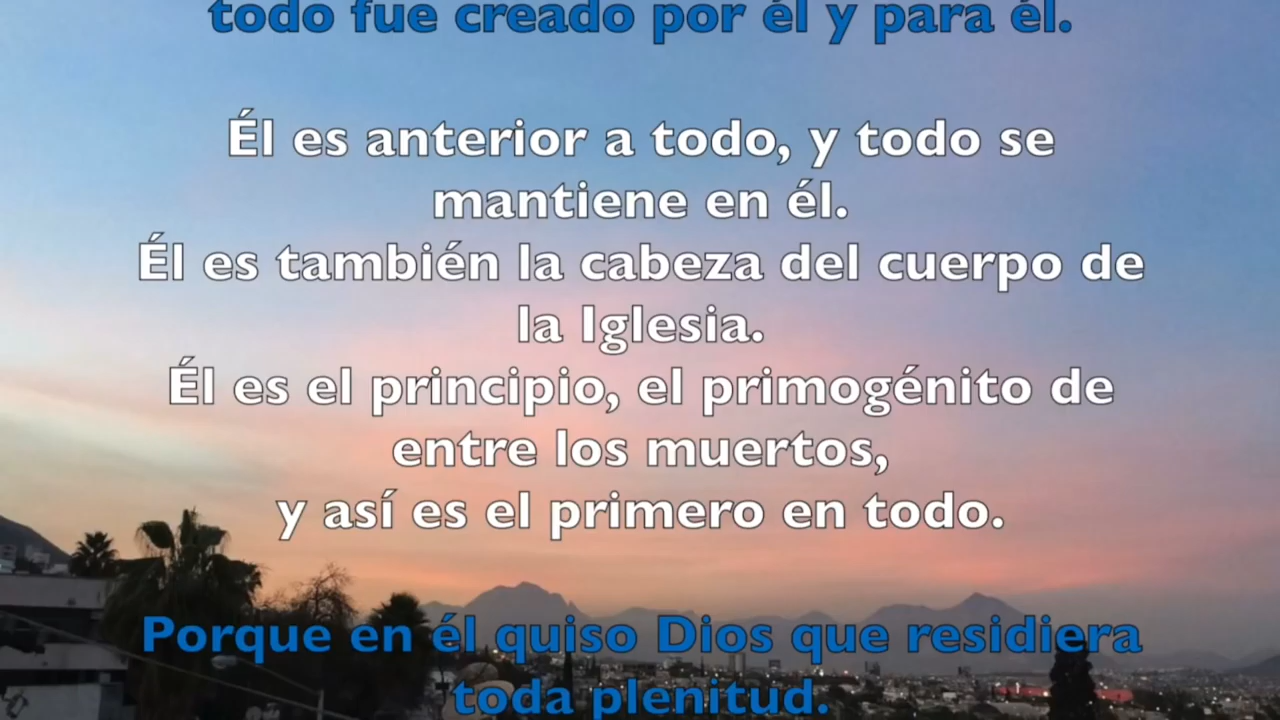 todo fue creado por él y para él.
Él es anterior a todo, y todo se
mantiene en él.
Él es también la cabeza del cuerpo de
la Iglesia.
Él es el principio, el primogénito de
entre los muertos,
y así es el primero en todo.
Porque en él quiso Dios que residiera
toda plenitud.